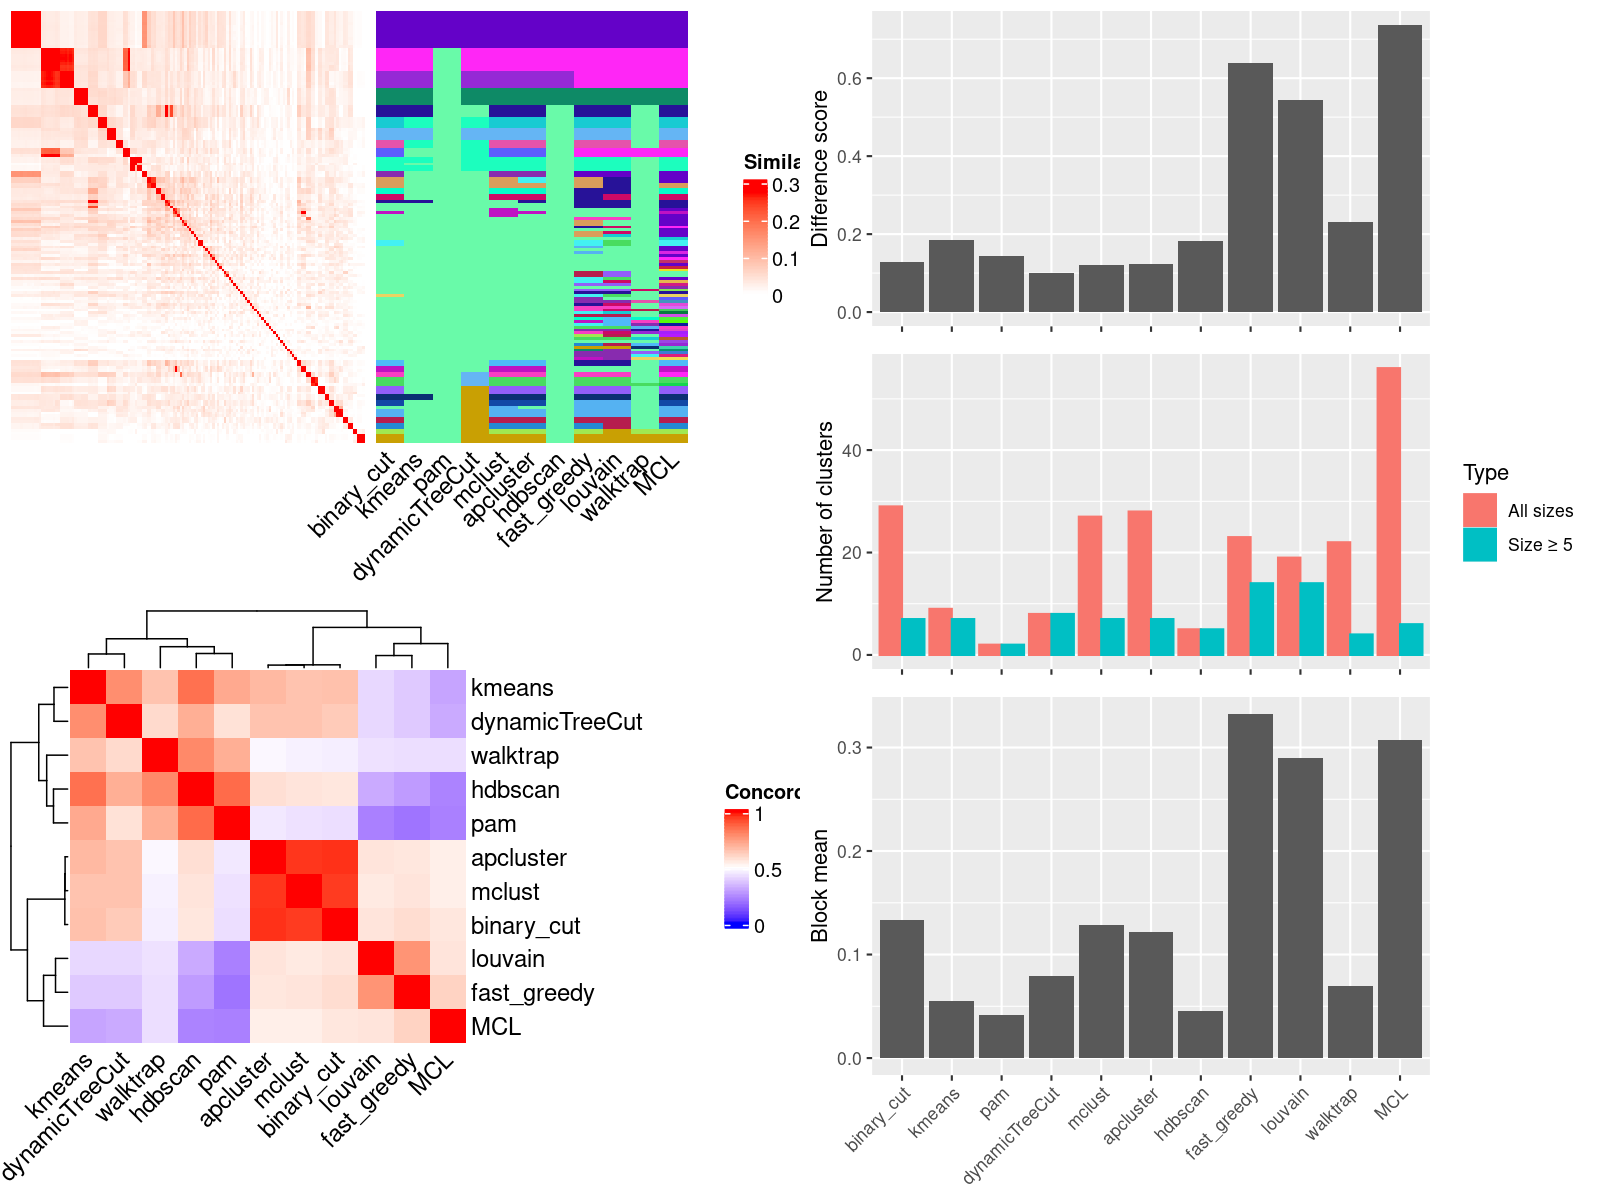 Simila
0.3
0.2
0.1
0
binary_cut
kmeans
pam
dynamicTreeCut
mclust
apcluster
hdbscan
fast_greedy
louvain
walktrap
MCL
kmeans
dynamicTreeCut
walktrap
hdbscan
pam
apcluster
mclust
binary_cut
louvain
fast_greedy
MCL
Concord
1
0.5
0
kmeans
dynamicTreeCut
walktrap
hdbscan
pam
apcluster
mclust
binary_cut
louvain
fast_greedy
MCL
Difference score
0.6
0.4
0.2
0.0
Number of clusters
40
20
0
Type
All sizes
Size ≥ 5
Block mean
0.3
0.2
0.1
0.0
binary_cut
kmeans
pam
dynamicTreeCut
mclust
apcluster
hdbscan
fast_greedy
louvain
walktrap
MCL